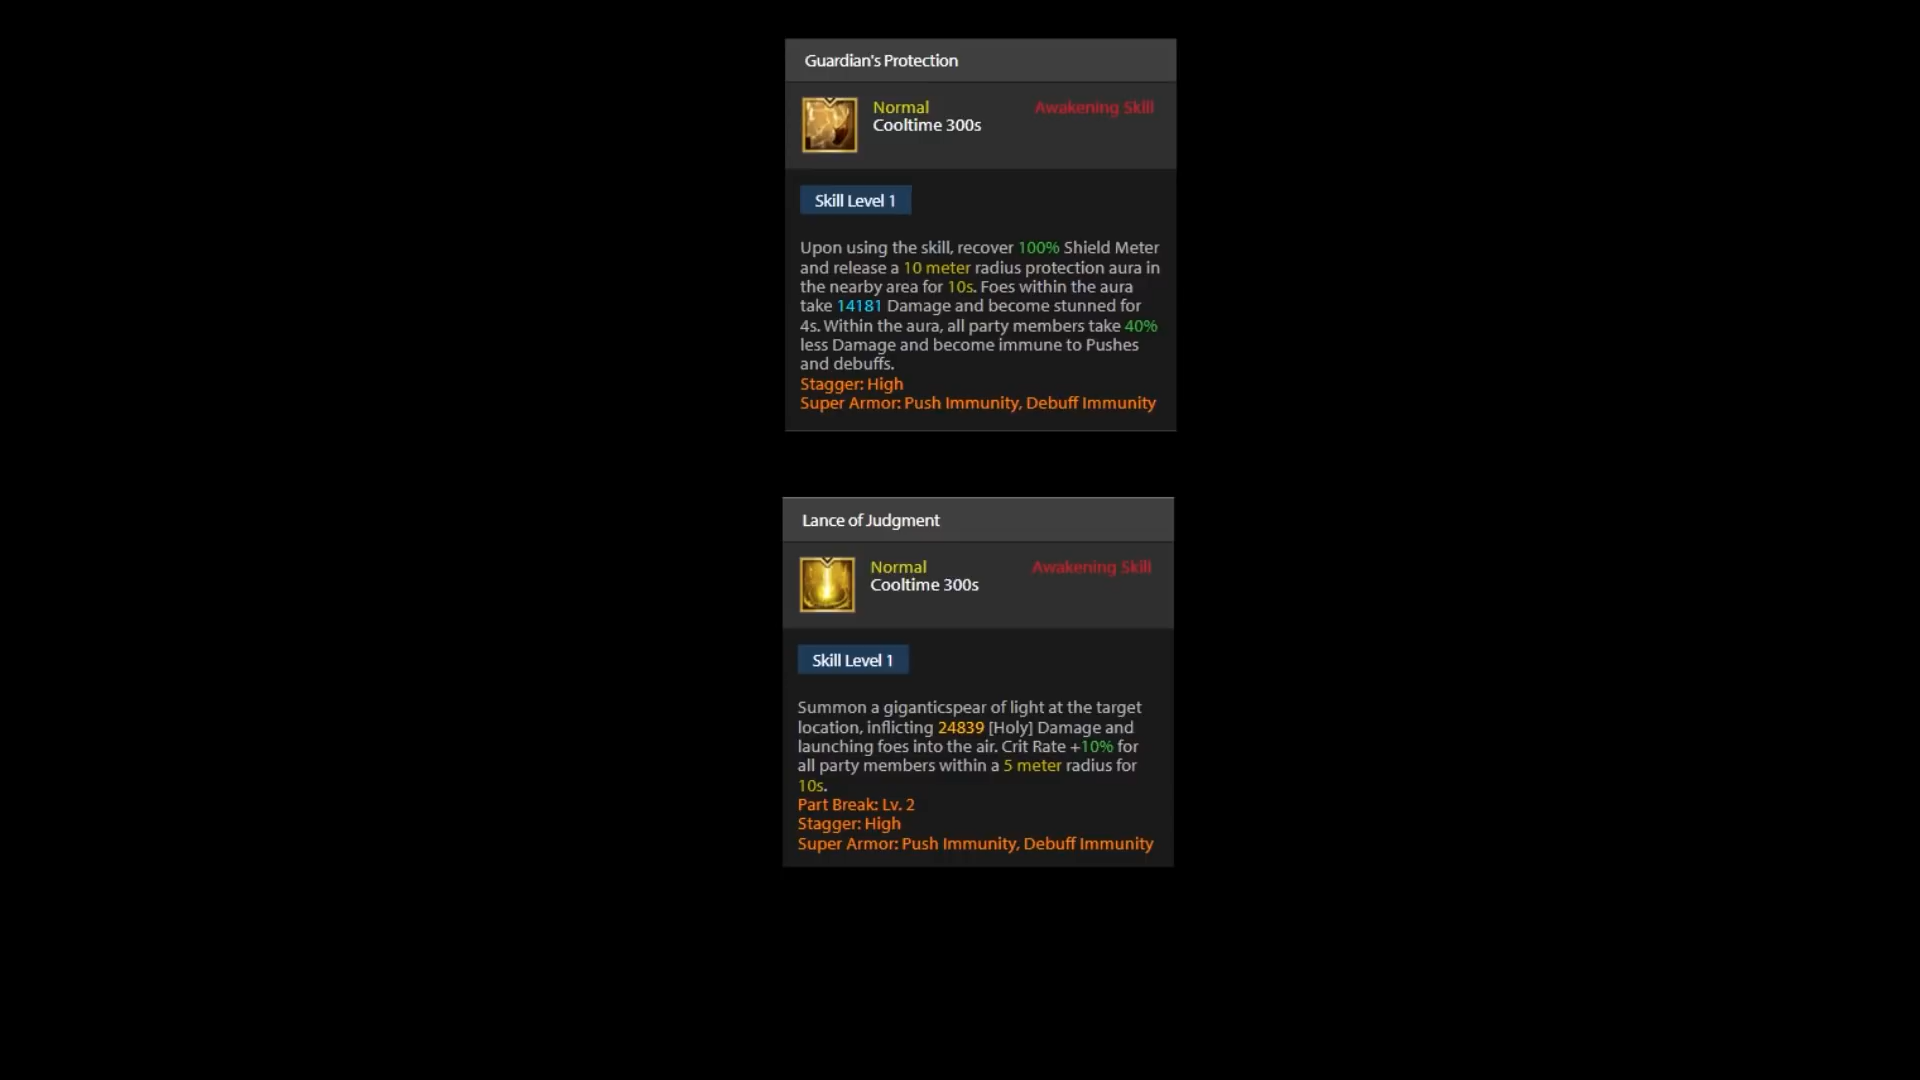 Guardian's Protection
Normal
Awakening Skill
Cooltime 300s
Skill Level 1
Upon using the skill, recover 100% Shield Meter
and release a 10 meter radius protection aura in
the nearby area for 10s. Foes within the aura
take 14181 Damage and become stunned for
4s. Within the aura, all party members take 40%
less Damage and become immune to Pushes
and debuffs.
Stagger: High
Super Armor: Push Immunity, Debuff Immunity
Lance of Judgment
Normal
Awakening Skill
Cooltime 300s
Skill Level 1
Summon a giganticspear of light at the target
location, inflicting 24839 [Holy] Damage and
launching foes into the air. Crit Rate +10% for
all party members within a 5 meter radius for
10s.
Part Break: Lv. 2
Stagger: High
Super Armor: Push Immunity, Debuff Immunity